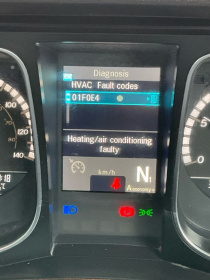 Diagnosis
HVAC Fault codes
01F0E4
Heating/air conditioning
faulty
km/h
N
A
100
120
140